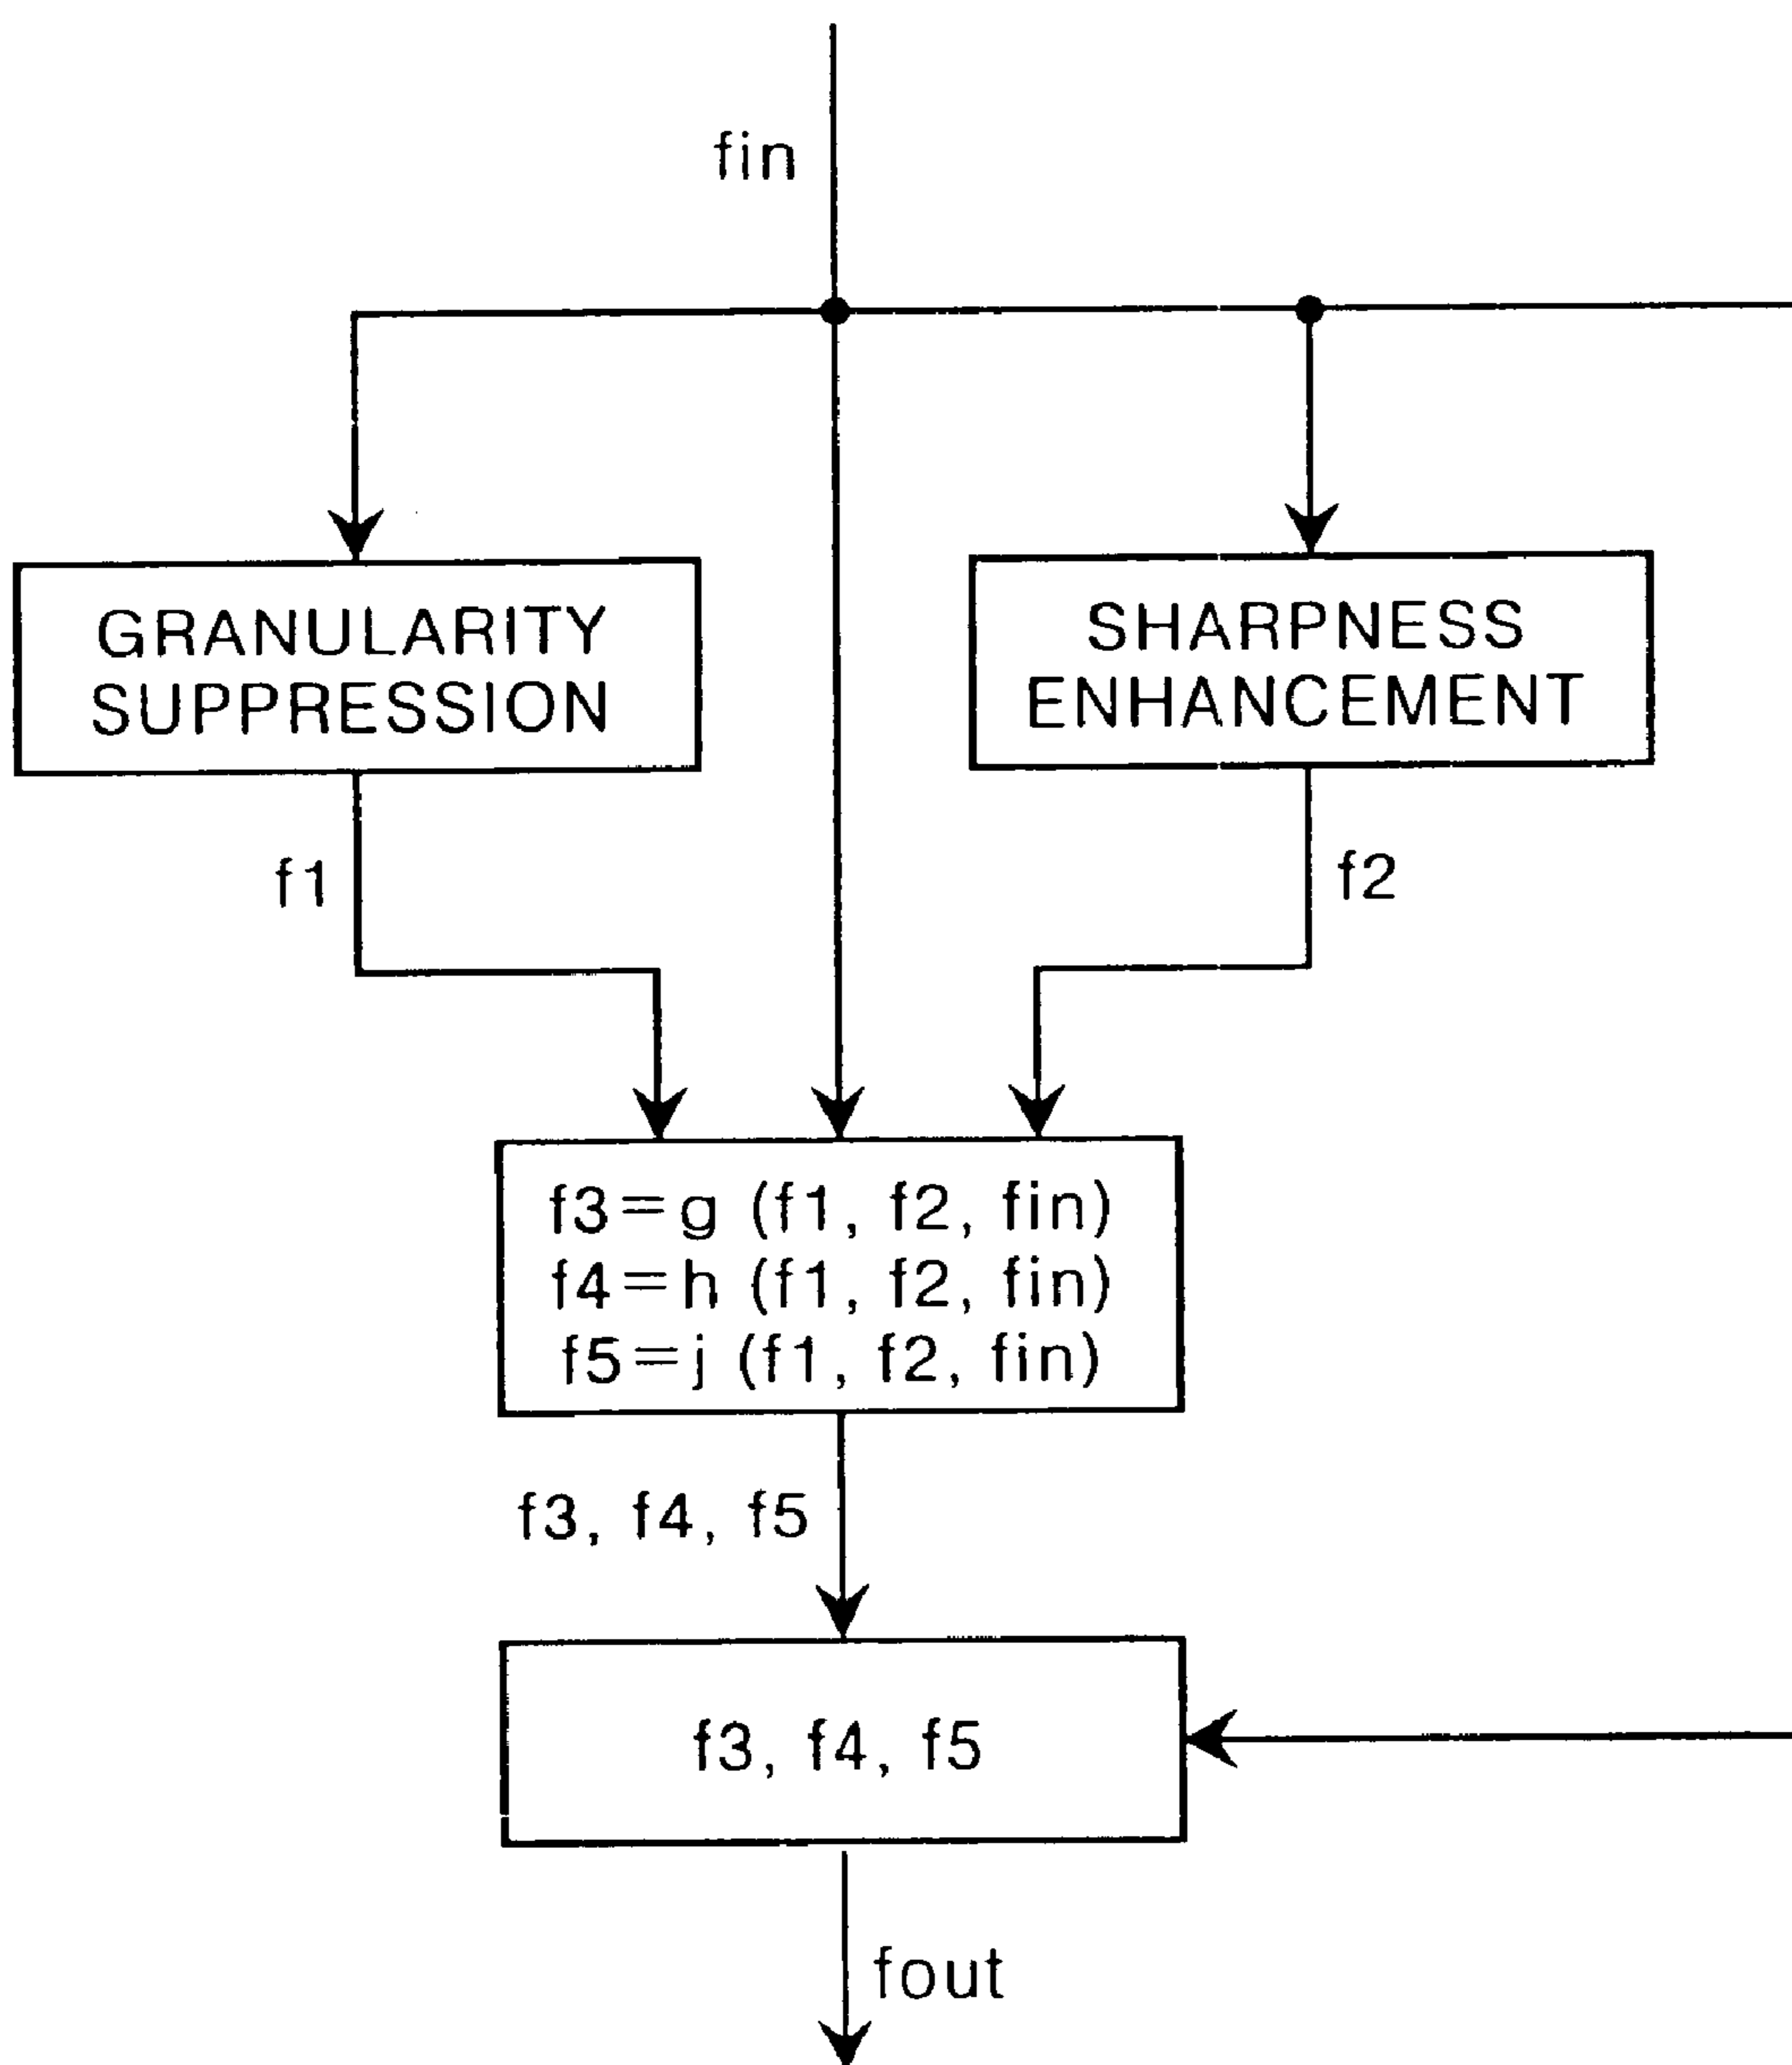 fin
GRANULARITY
SUPPRESSION
SHARPNESS
ENHANCEMENT
f1
f2
f3=g (f1, f2, fin)
f4=h (f1, f2, fin)
f5=j (f1, f2, fin)
f3, f4, f5
f3, f4, f5
fout